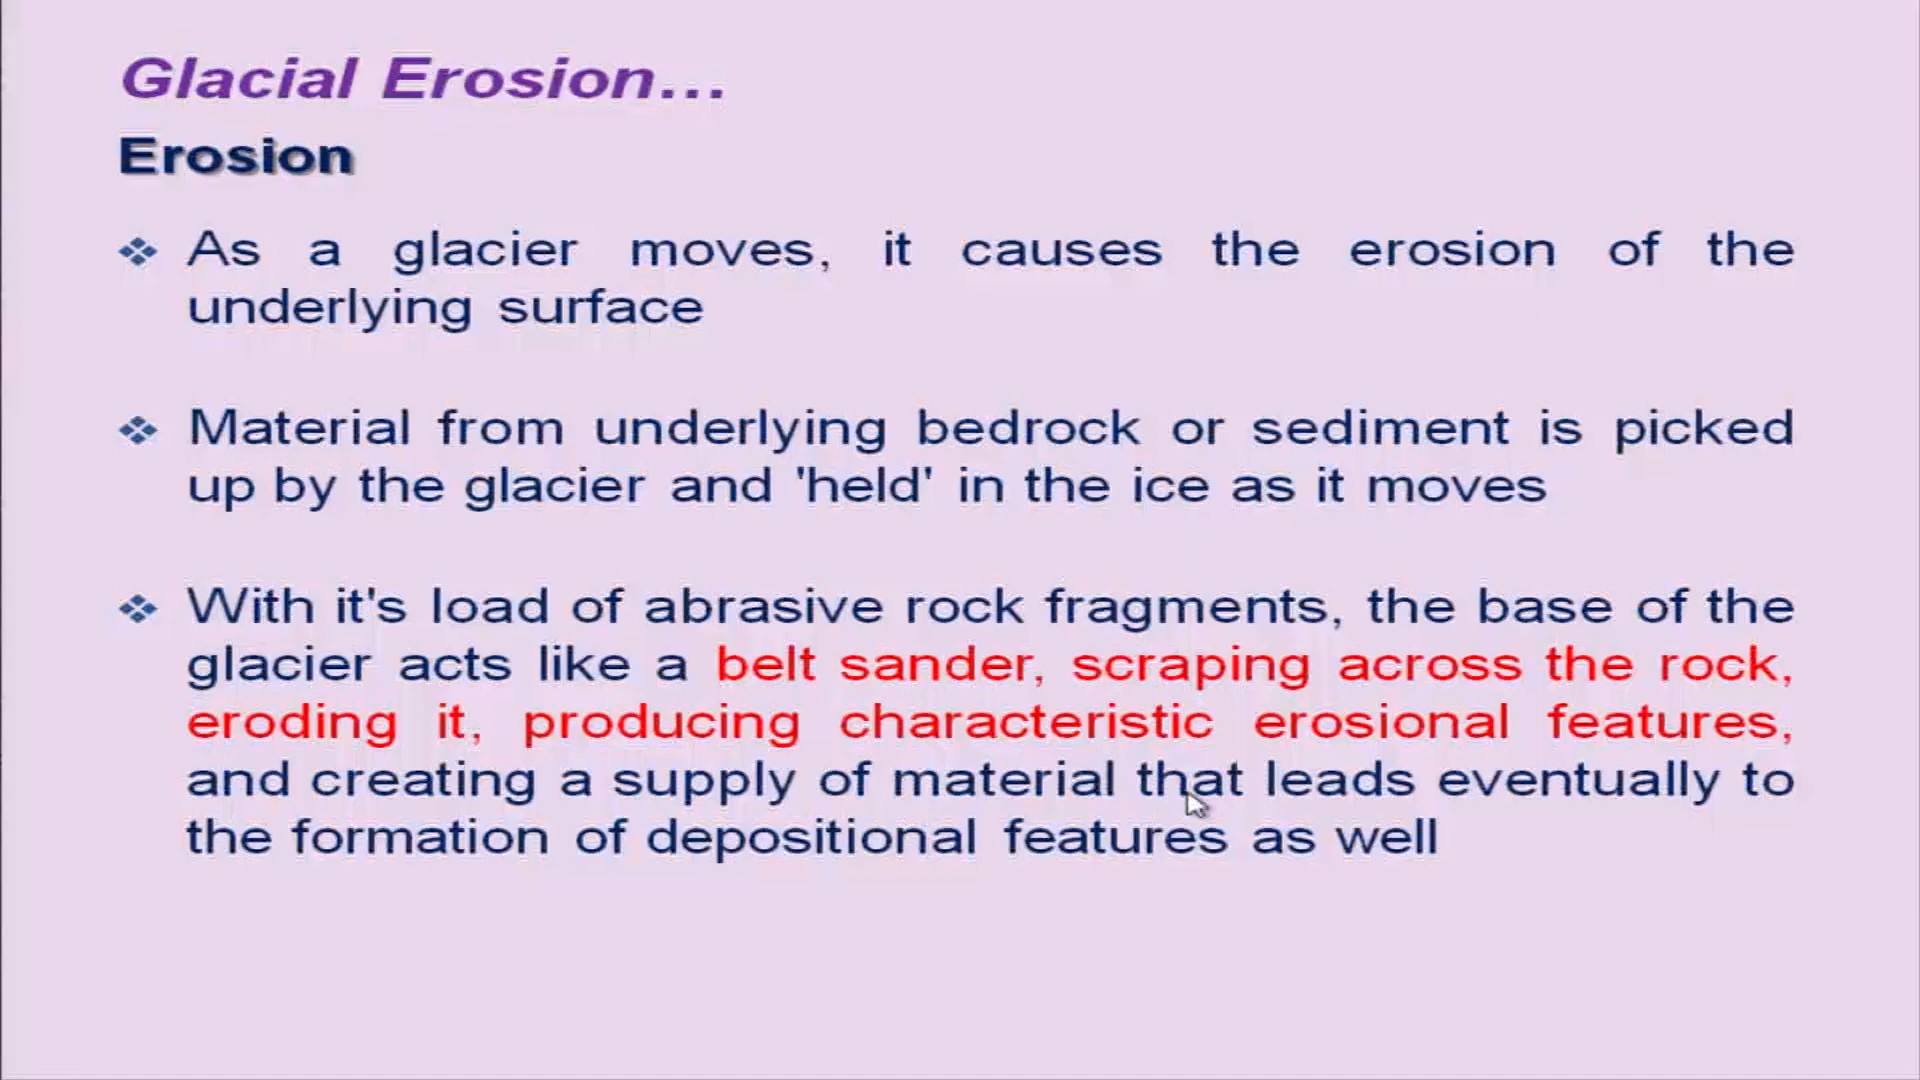 Glacial Erosion...
Erosion
❖ As a glacier moves, it causes the erosion of the
underlying surface
❖ Material from underlying bedrock or sediment is picked
up by the glacier and 'held' in the ice as it moves
❖ With it's load of abrasive rock fragments, the base of the
glacier acts like a belt sander, scraping across the rock,
eroding it, producing characteristic erosional features,
and creating a supply of material that leads eventually to
the formation of depositional features as well